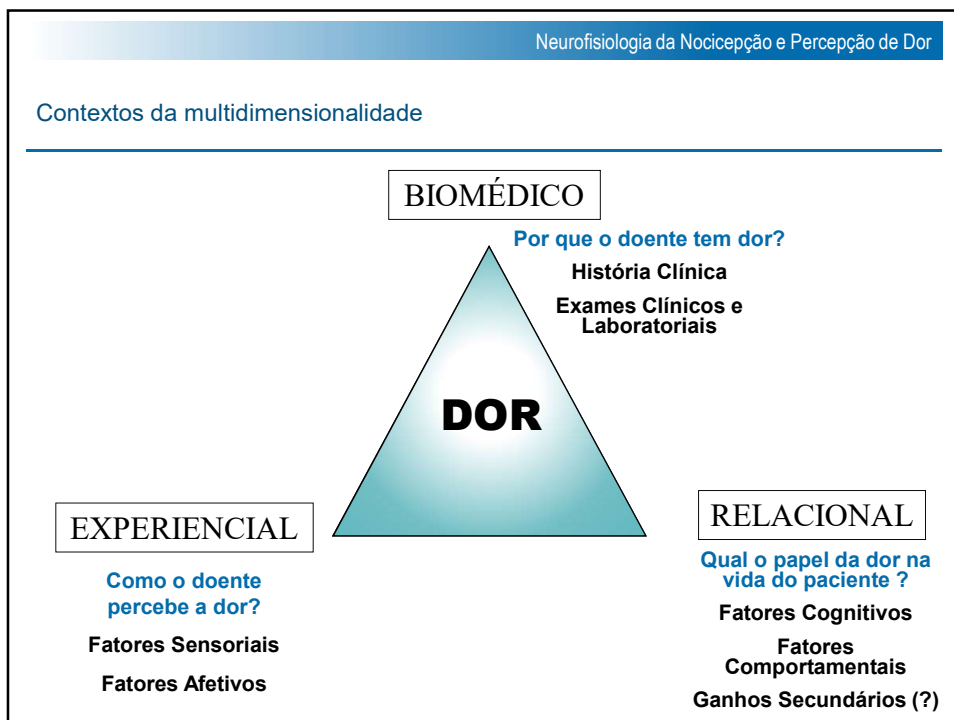 Neurofisiologia da Nocicepção e Percepção de Dor
Contextos da multidimensionalidade
BIOMÉDICO
Por que o doente tem dor?
História Clínica
Exames Clínicos e
Laboratoriais
DOR
EXPERIENCIAL
Como o doente
percebe a dor?
Fatores Sensoriais
Fatores Afetivos
RELACIONAL
Qual o papel da dor na
vida do paciente ?
Fatores Cognitivos
Fatores
Comportamentais
Ganhos Secundários (?)